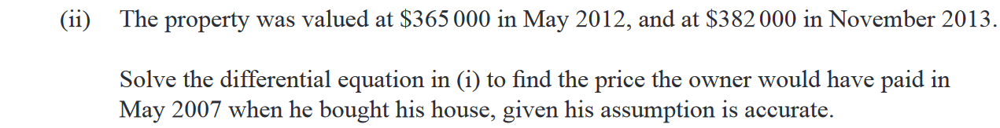 (ii) The property was valued at $365 000 in May 2012, and at $382 000 in November 2013.
Solve the differential equation in (i) to find the price the owner would have paid in
May 2007 when he bought his house, given his assumption is accurate.